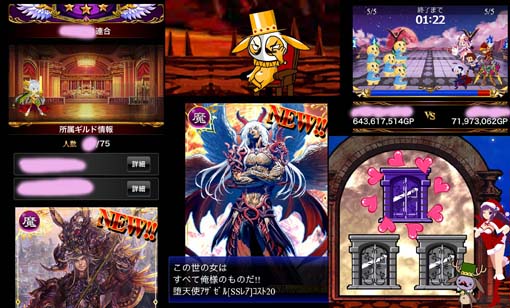 連合
所属ギルド情報
人数 /75
詳細
詳細
魔
NEW!!
魔
NEW!!
この世の女は
すべて俺様のものだ!!
堕天使ｱｻﾞｾﾞﾙ[SSﾚｱ]ｺｽﾄ20
5/5
終了まで
01:22
5/5
643,617,514GP
VS
71,973,062GP